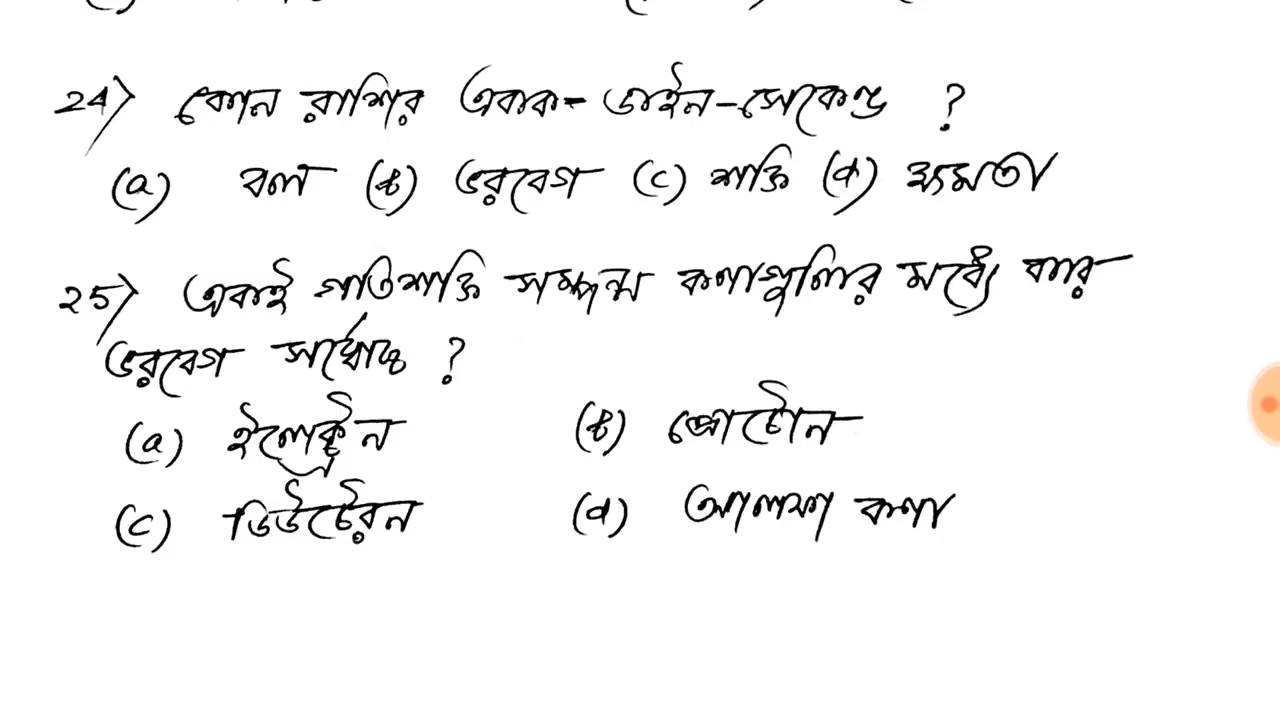 24) কোন রাশির একক - ডাইন-সেকেন্ড ?
(a) বল (b) ভরবেগ (c) শক্তি (d) ক্ষমতা
25) একই গতিশক্তি সম্পন্ন কণাগুলির মধ্যে কার
ভরবেগ সর্বোচ্চ ?
(a) ইলেক্ট্রন (b) প্রোটোন
(c) ডিউটেরন (d) আলফা কণা